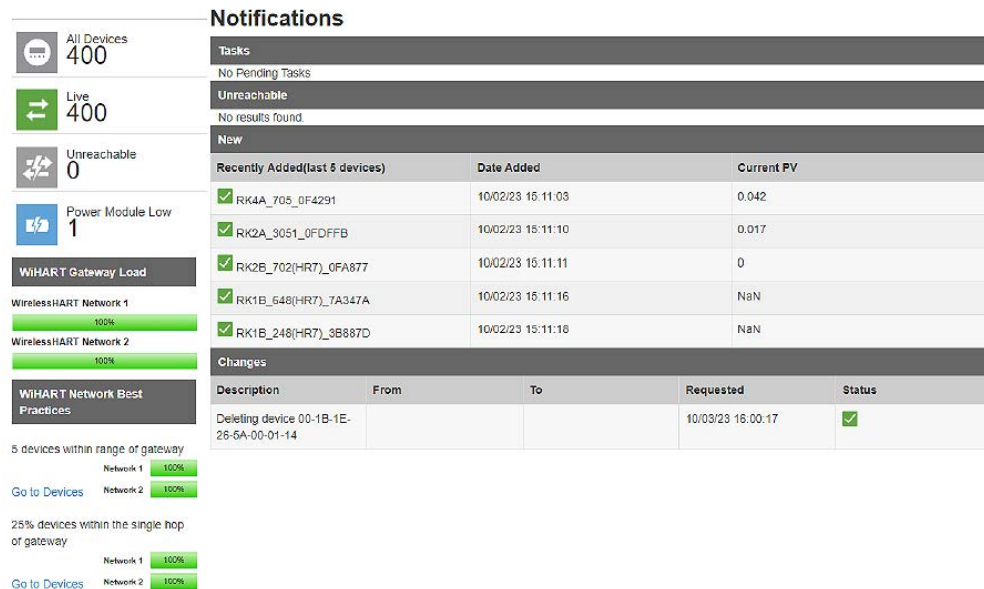 All Devices
400
Live
400
Unreachable
0
Power Module Low
1
WiHART Gateway Load
WirelessHART Network 1
100%
WirelessHART Network 2
100%
WiHART Network Best
Practices
5 devices within range of gateway
Network 1 100%
Go to Devices Network 2 100%
25% devices within the single hop
of gateway
Network 1 100%
Go to Devices Network 2 100%
Notifications
Tasks
No Pending Tasks
Unreachable
No results found.
New
Recently Added(last 5 devices) Date Added Current PV
RK4A_705_0F4291 10/02/23 15:11:03 0.042
RK2A_3051_0FDFFB 10/02/23 15:11:10 0.017
RK2B_702(HR7)_0FA877 10/02/23 15:11:11 0
RK1B_648(HR7)_7A347A 10/02/23 15:11:16 NaN
RK1B_248(HR7)_3B887D 10/02/23 15:11:18 NaN
Changes
Description From To Requested Status
Deleting device 00-1B-1E- 10/03/23 16:00:17
26-5A-00-01-14